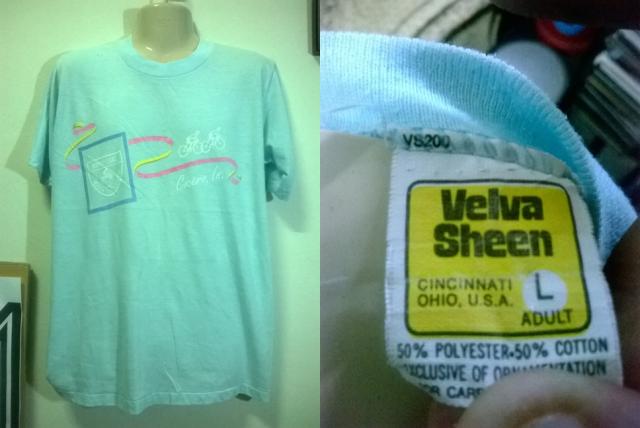 VS200
Velva
Sheen
CINCINNATI
OHIO, U.S.A.
L
ADULT
50% POLYESTER•50% COTTON
EXCLUSIVE OF ORNAMENTATION